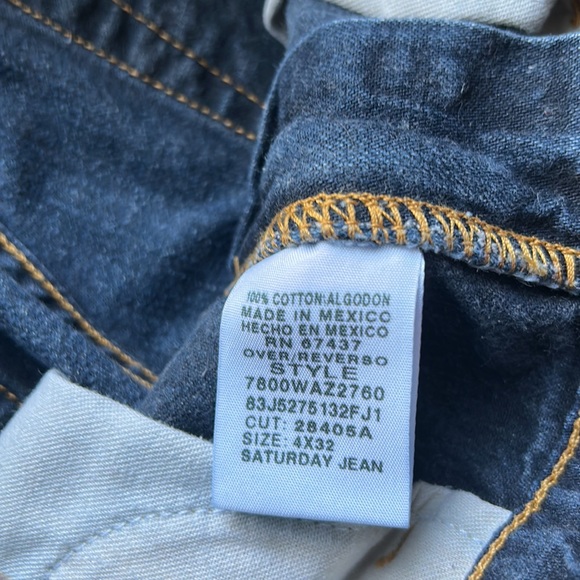 100% COTTON\ALGODON
MADE IN MEXICO
HECHO EN MEXICO
RN 67437
OVER/REVERSO
STYLE
7800WAZ2760
83J5275132FJ1
CUT: 28405A
SIZE: 4X32
SATURDAY JEAN